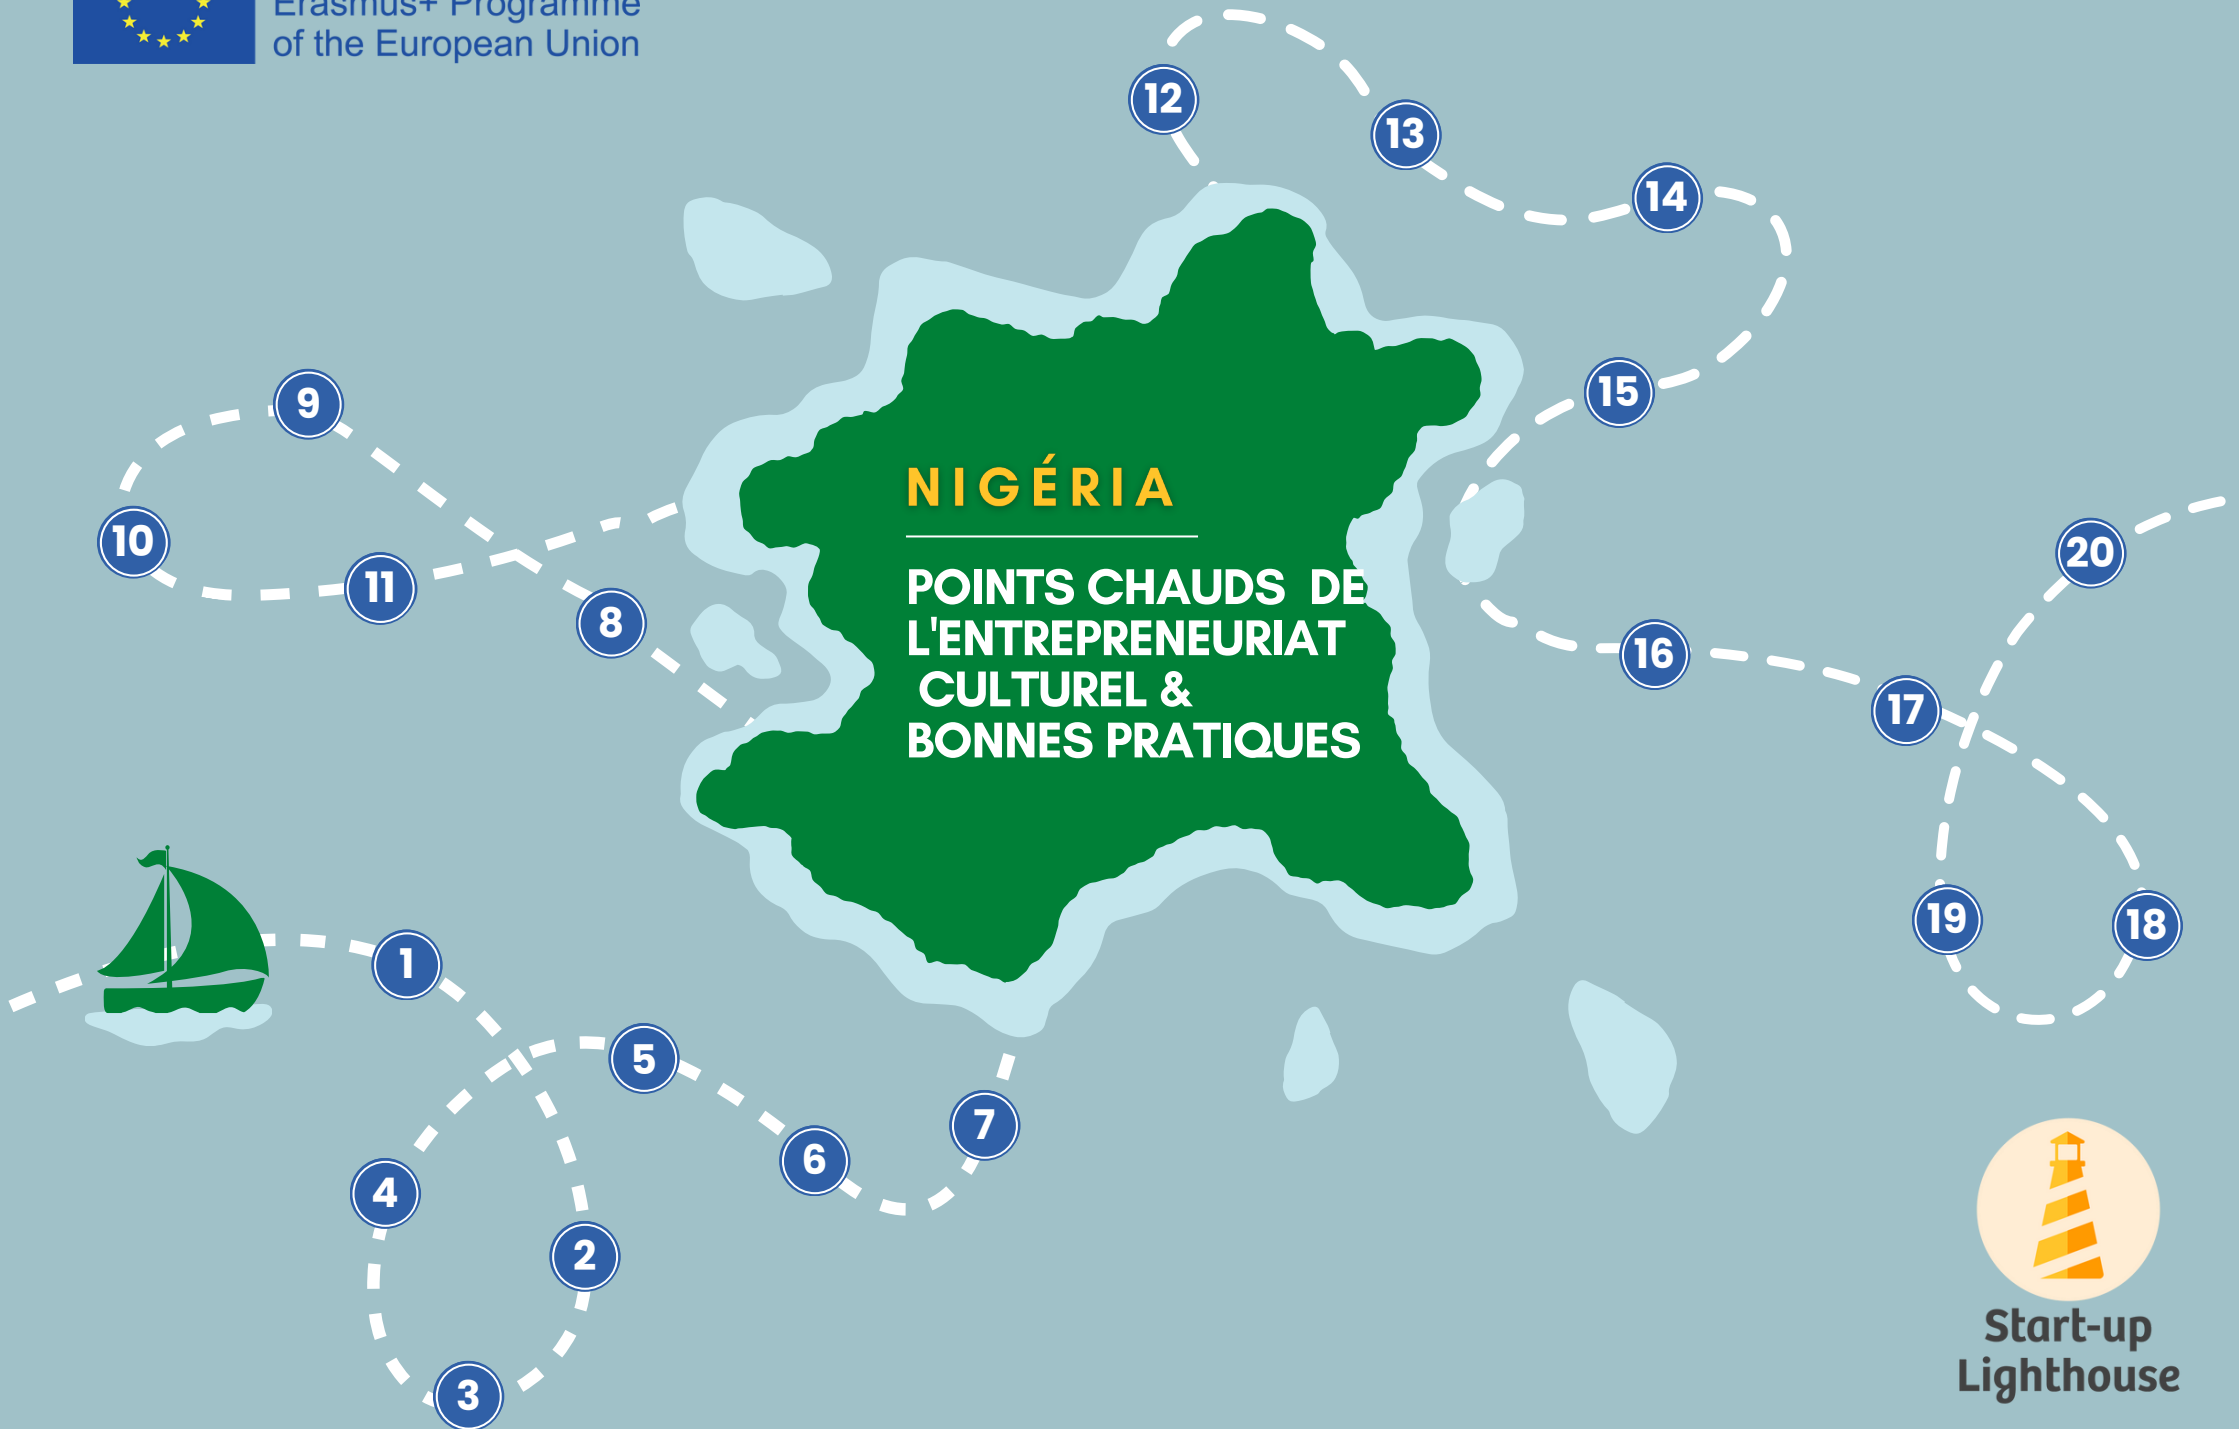 Erasmus+ Programme
of the European Union
12
13
14
9
15
10
11
8
NIGÉRIA
POINTS CHAUDS DE
L'ENTREPRENEURIAT
CULTUREL &
BONNES PRATIQUES
16
20
17
19
18
1
5
7
6
4
2
3
Start-up
Lighthouse